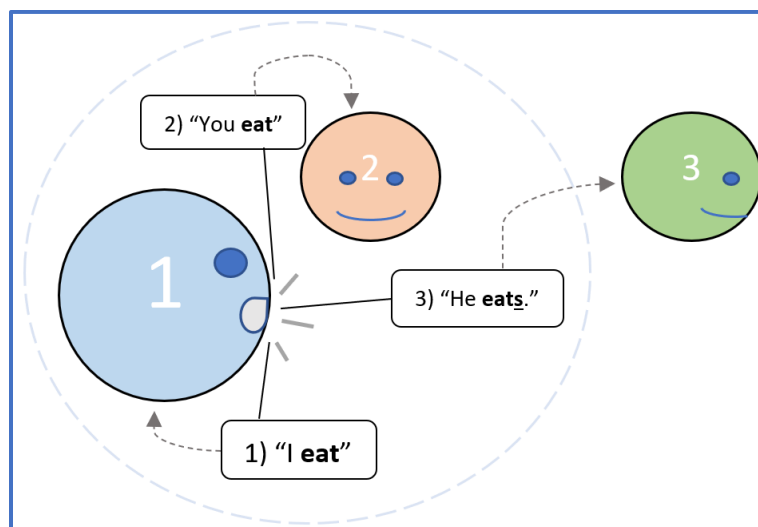 2) “You eat”
2
3
1
3) “He eats.”
1) “I eat”